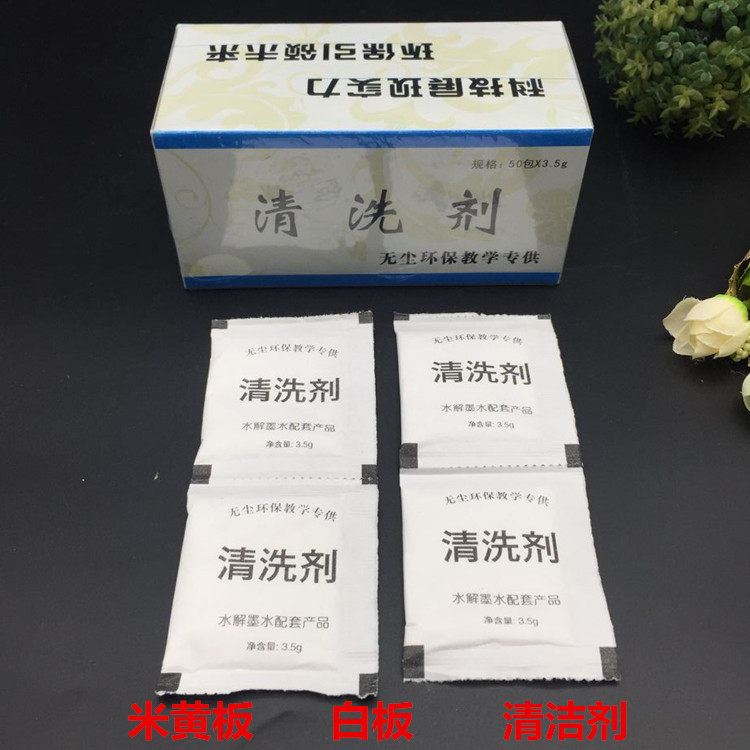 科技展现实力
环保引领未来
规格：50包X3.5g
清洗剂
无尘环保教学专供
无尘环保教学专供
清洗剂
水解墨水配套产品
净含量: 3.5g
无尘环保教学专供
清洗剂
水解墨水配套产品
净含量: 3.5g
无尘环保教学专供
清洗剂
水解墨水配套产品
净含量: 3.5g
无尘环保教学专供
清洗剂
水解墨水配套产品
净含量: 3.5g
米黄板 白板 清洁剂